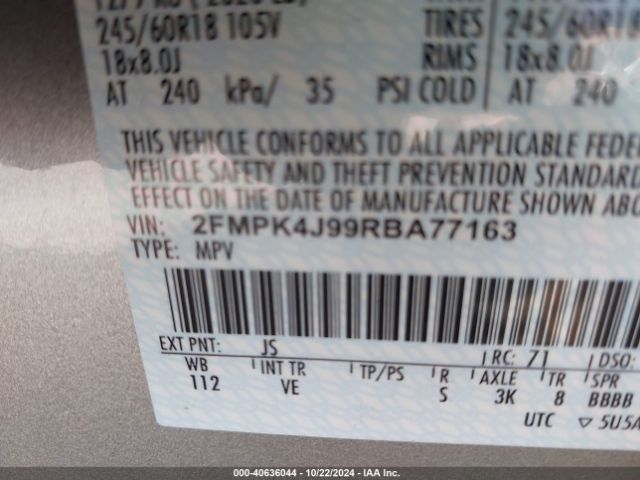 245/60R18 105V TIRES 245/60R18
18x8.0J RIMS 18x8.0J
AT 240 kPa/ 35 PSI COLD AT 240
THIS VEHICLE CONFORMS TO ALL APPLICABLE FEDE
VEHICLE SAFETY AND THEFT PREVENTION STANDARD
EFFECT ON THE DATE OF MANUFACTURE SHOWN ABO
VIN: 2FMPK4J99RBA77163
TYPE: MPV
EXT PNT: JS RC: 71 DSO:
WB INT TR TP/PS R AXLE TR SPR
112 VE S 3K 8 BBBB
UTC ▽ 5U5A
000-40636044 | 10/22/2024 | IAA Inc.